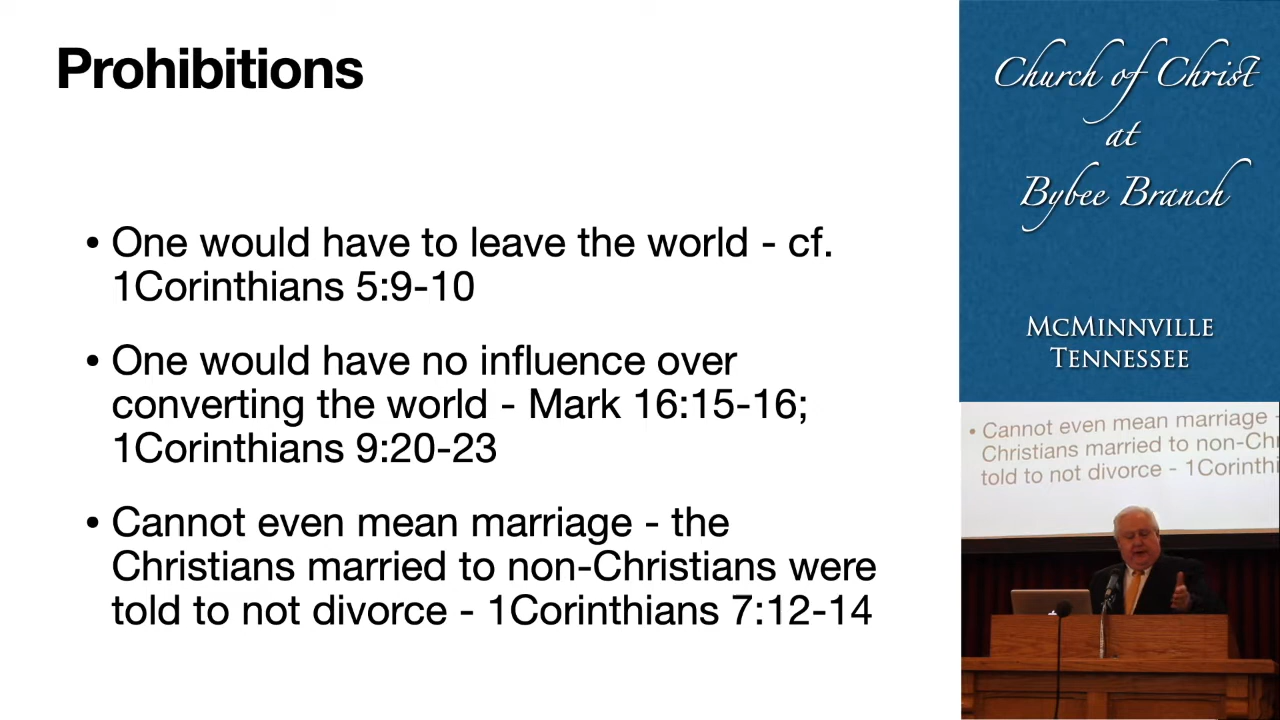 Prohibitions
• One would have to leave the world - cf.
1Corinthians 5:9-10
• One would have no influence over
converting the world - Mark 16:15-16;
1Corinthians 9:20-23
• Cannot even mean marriage - the
Christians married to non-Christians were
told to not divorce - 1Corinthians 7:12-14
Church of Christ
at
Bybee Branch
McMinnville
Tennessee
• Cannot even mean marriage
Christians married to
told to not divorce -